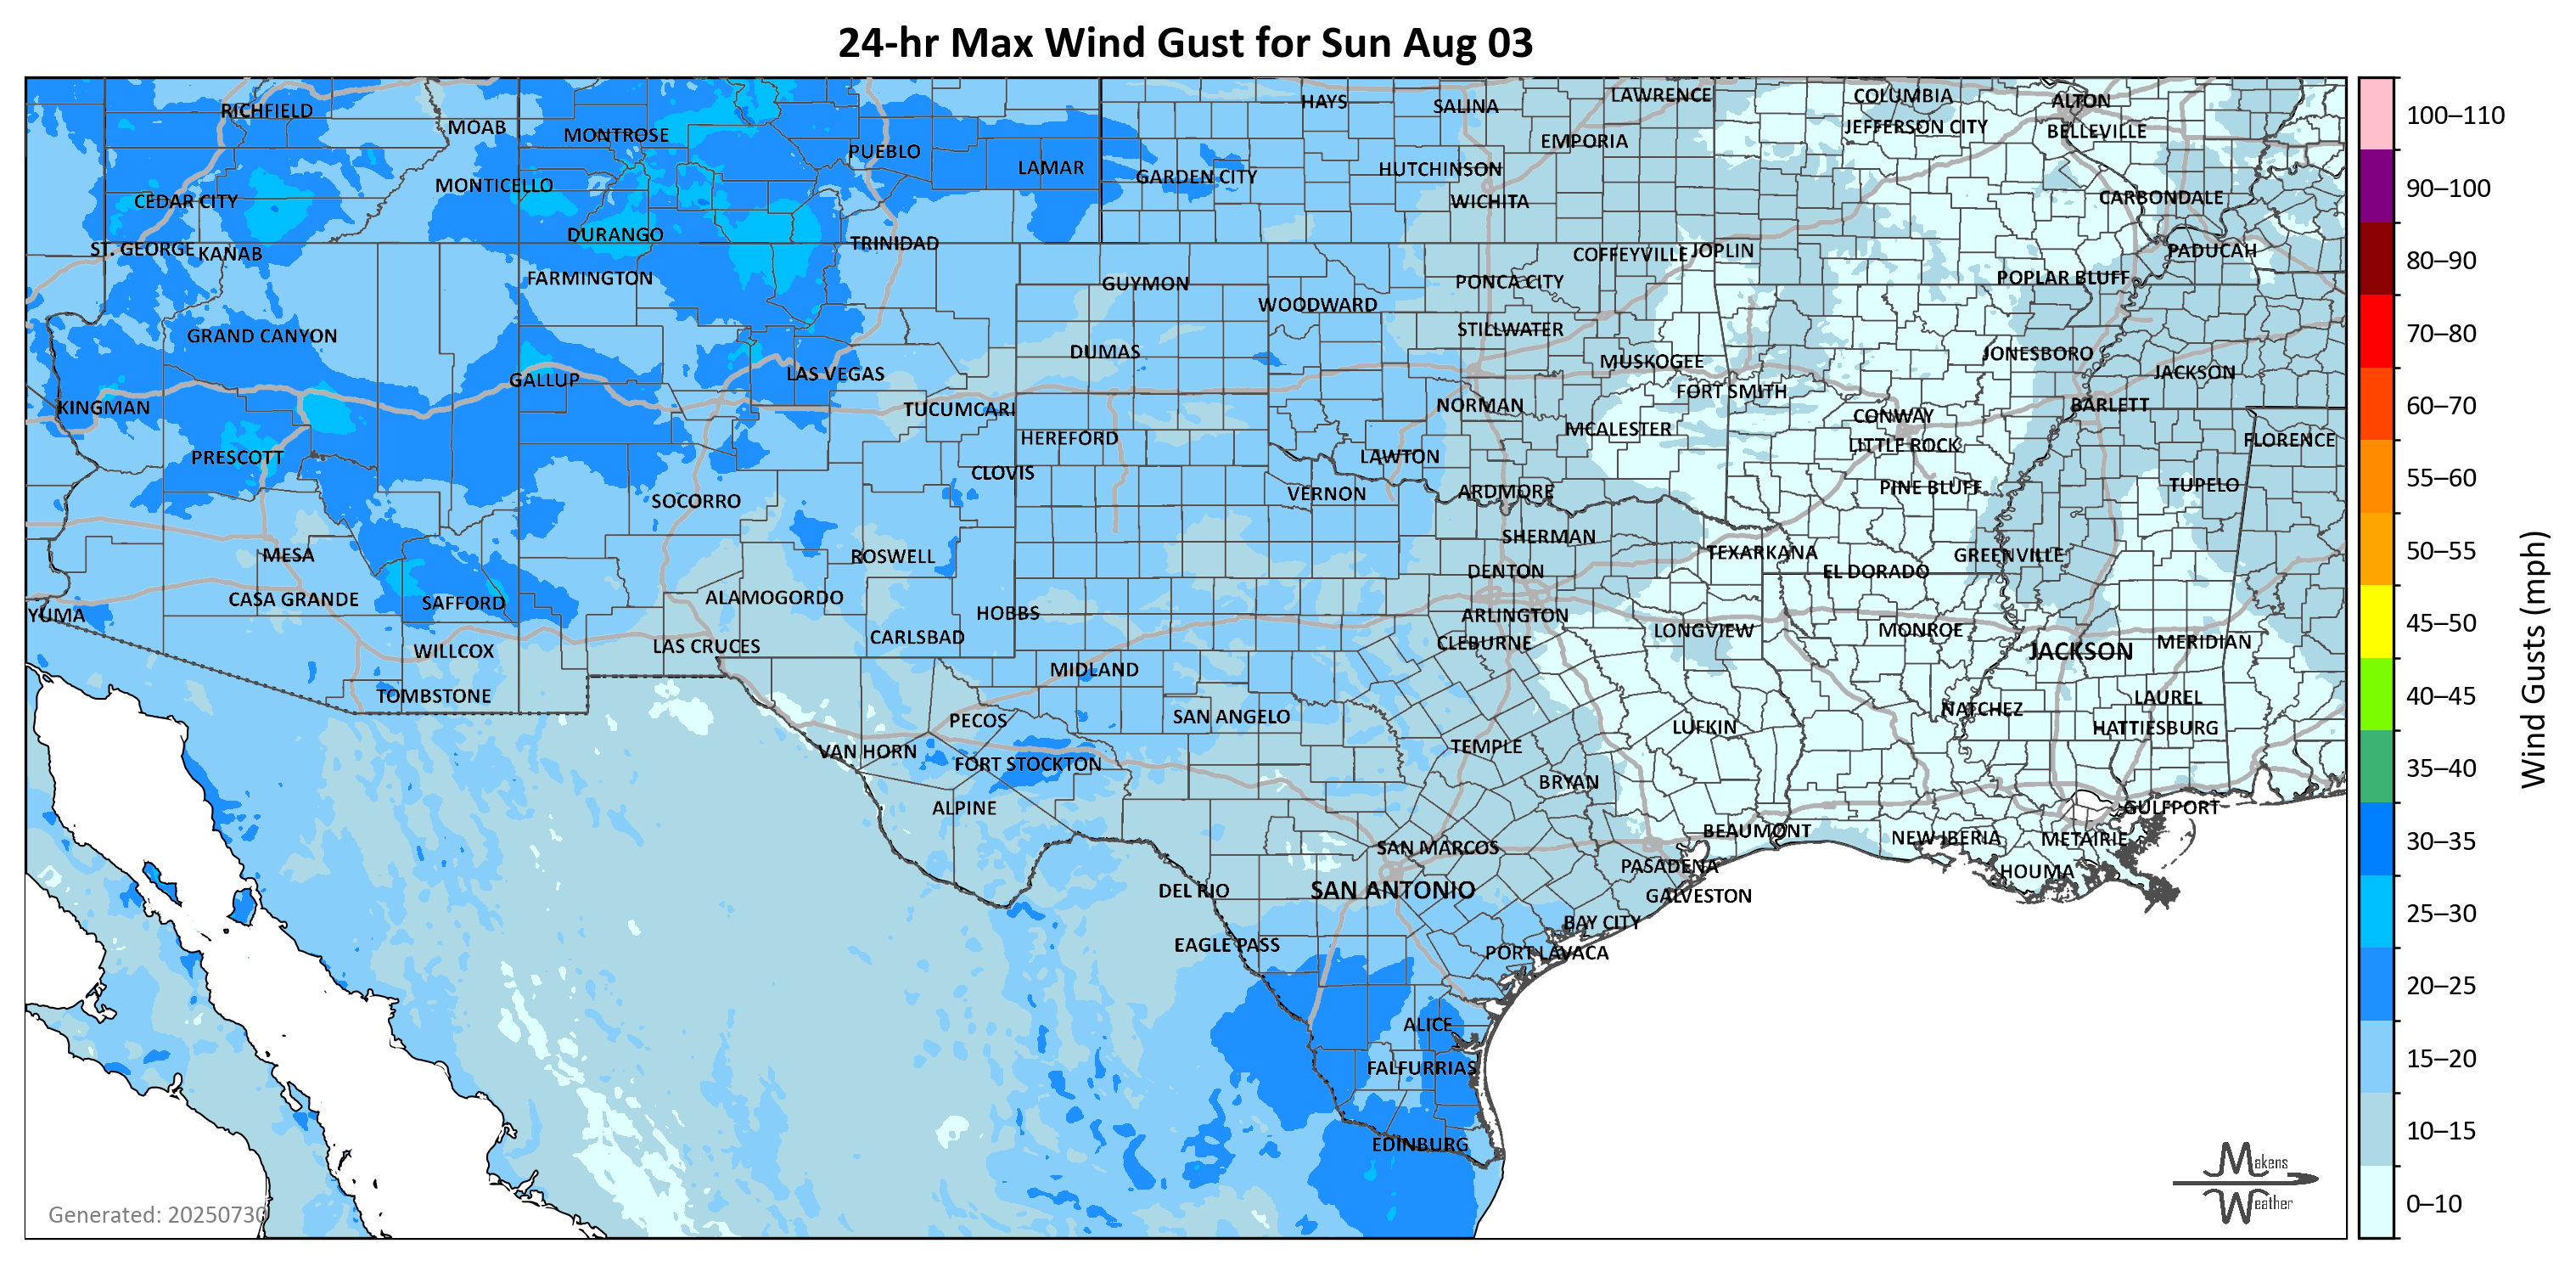 24-hr Max Wind Gust for Sun Aug 03
RICHFIELD
MOAB
MONTROSE
PUEBLO
LAMAR
HAYS
SALINA
LAWRENCE
COLUMBIA
ALTON
JEFFERSON CITY
BELLEVILLE
EMPORIA
HUTCHINSON
GARDEN CITY
MONTICELLO
CEDAR CITY
WICHITA
CARBONDALE
DURANGO
TRINIDAD
ST. GEORGE
KANAB
FARMINGTON
COFFEYVILLE
JOPLIN
PADUCAH
GUYMON
PONCA CITY
POPLAR BLUFF
WOODWARD
GRAND CANYON
STILLWATER
DUMAS
MUSKOGEE
JONESBORO
GALLUP
LAS VEGAS
FORT SMITH
JACKSON
KINGMAN
TUCUMCARI
NORMAN
CONWAY
BARLETT
HEREFORD
MCALESTER
LITTLE ROCK
FLORENCE
PRESCOTT
CLOVIS
LAWTON
SOCORRO
VERNON
ARDMORE
PINE BLUFF
TUPELO
MESA
ROSWELL
SHERMAN
TEXARKANA
GREENVILLE
DENTON
EL DORADO
CASA GRANDE
SAFFORD
ALAMOGORDO
HOBBS
ARLINGTON
YUMA
CARLSBAD
CLEBURNE
LONGVIEW
MONROE
MERIDIAN
WILLCOX
LAS CRUCES
JACKSON
MIDLAND
TOMBSTONE
PECOS
SAN ANGELO
NATCHEZ
LAUREL
LUFKIN
HATTIESBURG
VAN HORN
FORT STOCKTON
TEMPLE
BRYAN
ALPINE
GULFPORT
BEAUMONT
NEW IBERIA
METAIRIE
SAN MARCOS
PASADENA
HOUMA
DEL RIO
SAN ANTONIO
GALVESTON
BAY CITY
EAGLE PASS
PORT LAVACA
ALICE
FALFURRIAS
EDINBURG
Generated: 20250730
Makens
Weather
100–110
90–100
80–90
70–80
60–70
55–60
50–55
45–50
40–45
35–40
30–35
25–30
20–25
15–20
10–15
0–10
Wind Gusts (mph)